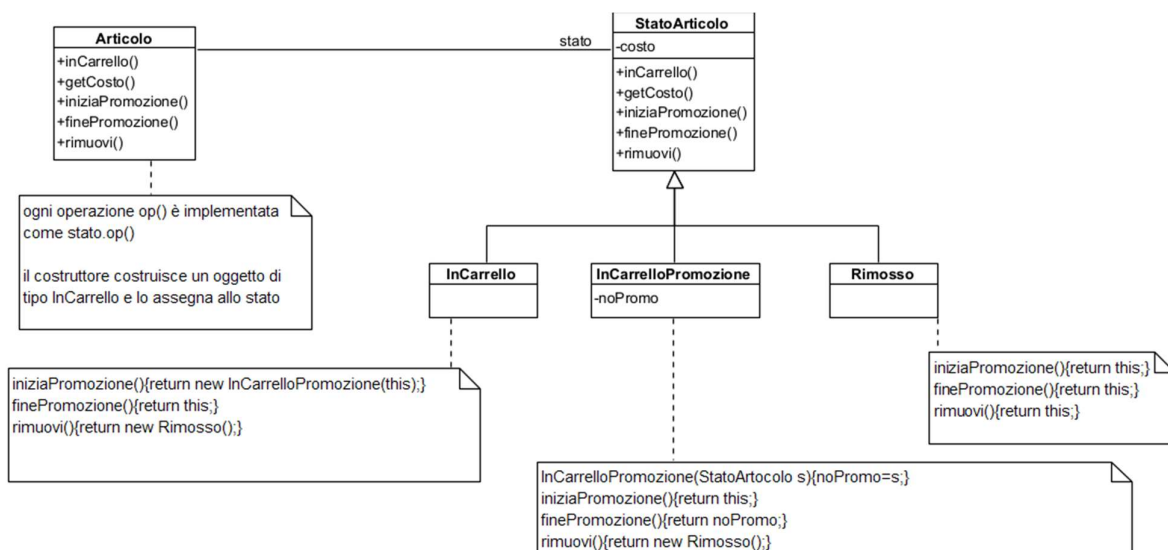 Articolo
+inCarrello()
+getCosto()
+iniziaPromozione()
+finePromozione()
+rimuovi()
stato
StatoArticolo
-costo
+inCarrello()
+getCosto()
+iniziaPromozione()
+finePromozione()
+rimuovi()
ogni operazione op() è implementata
come stato.op()
il costruttore costruisce un oggetto di
tipo InCarrello e lo assegna allo stato
InCarrello
InCarrelloPromozione
-noPromo
Rimosso
iniziaPromozione(){return new InCarrelloPromozione(this);}
finePromozione(){return this;}
rimuovi(){return new Rimosso();}
iniziaPromozione(){return this;}
finePromozione(){return this;}
rimuovi(){return this;}
InCarrelloPromozione(StatoArtocolo s){noPromo=s;}
iniziaPromozione(){return this;}
finePromozione(){return noPromo;}
rimuovi(){return new Rimosso();}